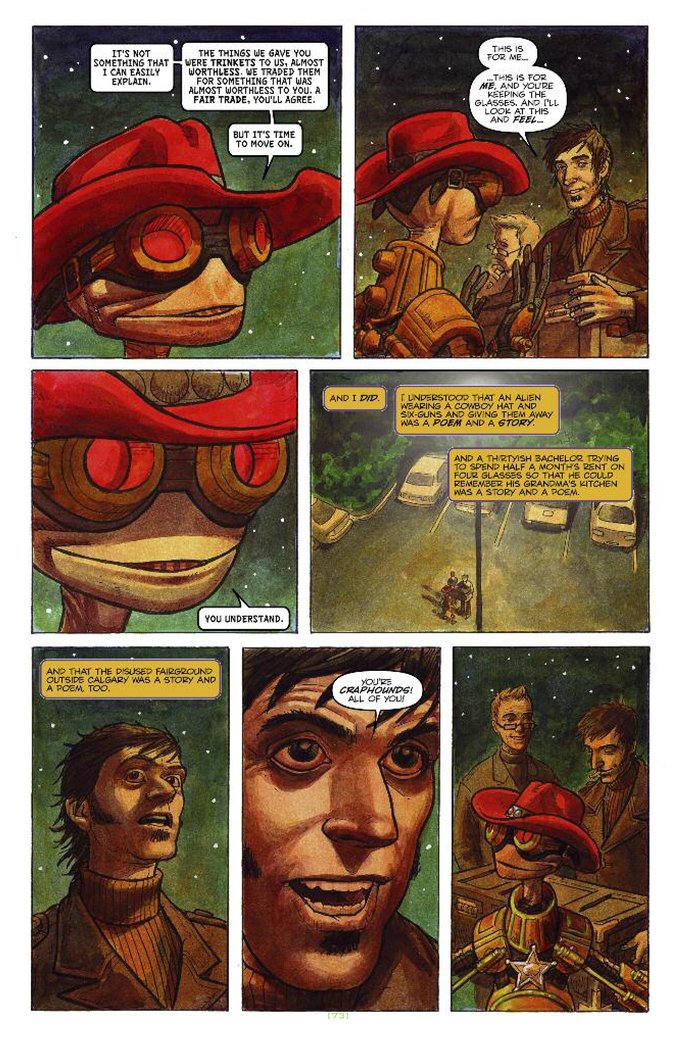 IT'S NOT
SOMETHING THAT
I CAN EASILY
EXPLAIN.
THE THINGS WE GAVE YOU
WERE TRINKETS TO US, ALMOST
WORTHLESS. WE TRADED THEM
FOR SOMETHING THAT WAS
ALMOST WORTHLESS TO YOU. A
FAIR TRADE, YOU'LL AGREE.
BUT IT'S TIME
TO MOVE ON.
THIS IS
FOR ME...
...THIS IS FOR
ME, AND YOU'RE
KEEPING THE
GLASSES. AND I'LL
LOOK AT THIS
AND FEEL...
YOU UNDERSTAND.
AND I DID.
I UNDERSTOOD THAT AN ALIEN
WEARING A COWBOY HAT AND
SIX-GUNS AND GIVING THEM AWAY
WAS A POEM AND A STORY.
AND A THIRTYISH BACHELOR TRYING
TO SPEND HALF A MONTH'S RENT ON
FOUR GLASSES SO THAT HE COULD
REMEMBER HIS GRANDMA'S KITCHEN
WAS A STORY AND A POEM.
AND THAT THE DISUSED FAIRGROUND
OUTSIDE CALGARY WAS A STORY AND
A POEM, TOO.
YOU'RE
CRAPHOUNDS!
ALL OF YOU!
[73]